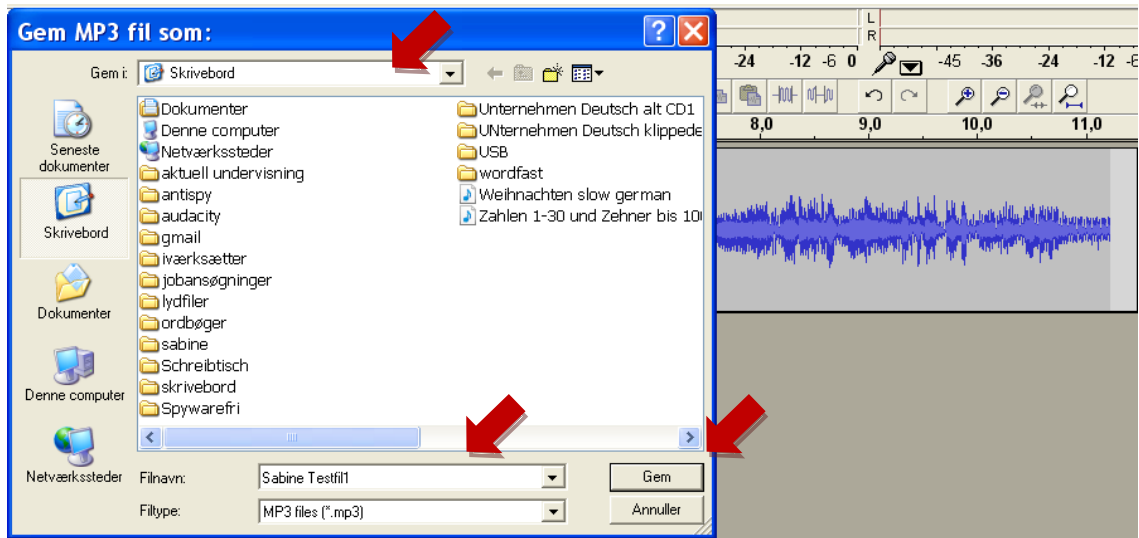 Gem MP3 fil som:
Gem i: Skrivebord
Seneste
dokumenter
Skrivebord
Dokumenter
Denne computer
Netværkssteder
Dokumenter
Denne computer
Netværkssteder
aktuell undervisning
antispy
audacity
gmail
iværksætter
jobansøgninger
lydfiler
ordbøger
sabine
Schreibtisch
skrivebord
Spywarefri
Unternehmen Deutsch alt CD1
UNternehmen Deutsch klippede
USB
wordfast
Weihnachten slow german
Zahlen 1-30 und Zehner bis 10
Filnavn: Sabine Testfil1 Gem
Filtype: MP3 files (*.mp3) Annuller
L
R
-24 -12 -6 0 -45 -36 -24 -12 -6
8,0 9,0 10,0 11,0